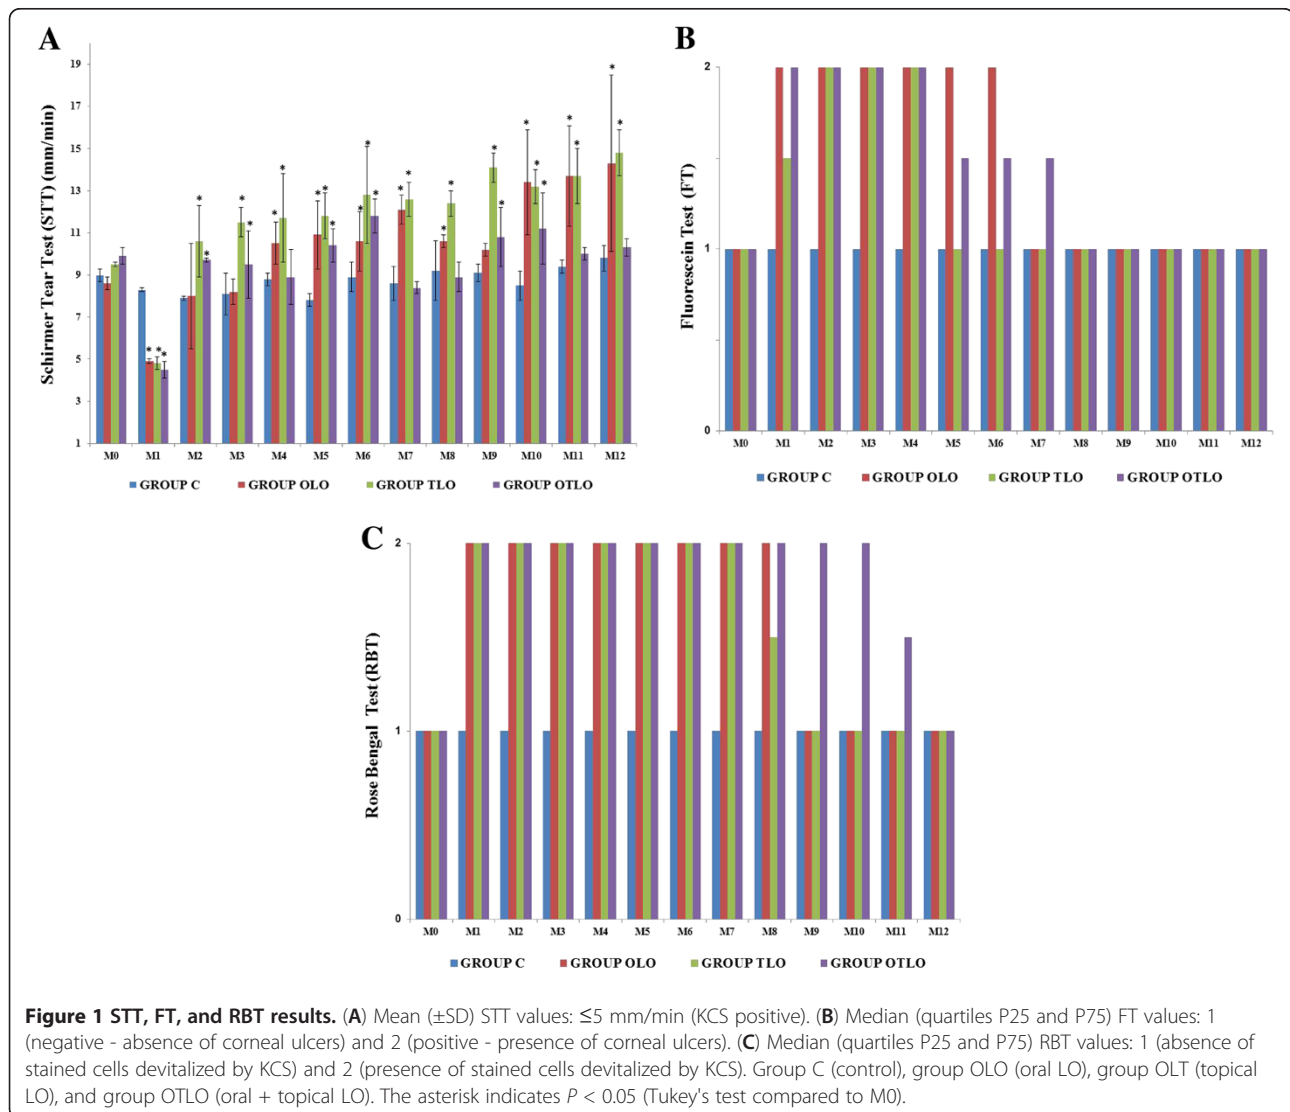 A
Schirmer Tear Test (STT) (mm/min)
19
17
15
13
11
9
7
5
3
1
* * * * * * * * * * * * * * * * * * * * * * * * * * *
M0 M1 M2 M3 M4 M5 M6 M7 M8 M9 M10 M11 M12
GROUP C GROUP OLO GROUP TLO GROUP OTLO
B
Fluorescein Test (FT)
2
1
0
M0 M1 M2 M3 M4 M5 M6 M7 M8 M9 M10 M11 M12
GROUP C GROUP OLO GROUP TLO GROUP OTLO
C
Rose Bengal Test (RBT)
2
1
0
M0 M1 M2 M3 M4 M5 M6 M7 M8 M9 M10 M11 M12
GROUP C GROUP OLO GROUP TLO GROUP OTLO
Figure 1 STT, FT, and RBT results. (A) Mean (±SD) STT values: ≤5 mm/min (KCS positive). (B) Median (quartiles P25 and P75) FT values: 1
(negative - absence of corneal ulcers) and 2 (positive - presence of corneal ulcers). (C) Median (quartiles P25 and P75) RBT values: 1 (absence of
stained cells devitalized by KCS) and 2 (presence of stained cells devitalized by KCS). Group C (control), group OLO (oral LO), group OLT (topical
LO), and group OTLO (oral + topical LO). The asterisk indicates P < 0.05 (Tukey's test compared to M0).